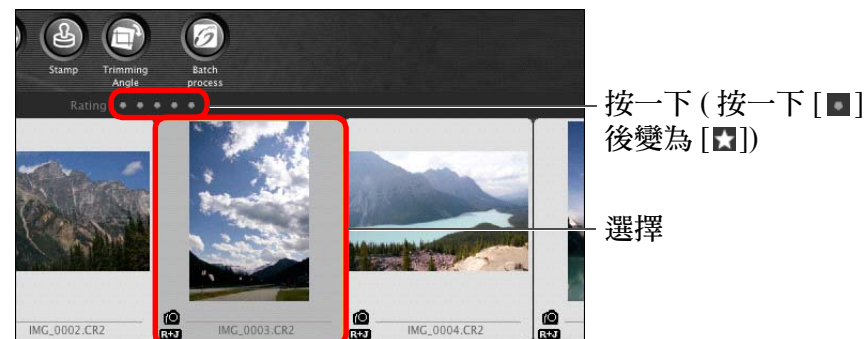 Stamp
Trimming
Angle
Batch
process
Rating
按一下 ( 按一下 [ ]
後變為 [★])
選擇
IMG_0002.CR2
R+J
IMG_0003.CR2
R+J
IMG_0004.CR2
R+J